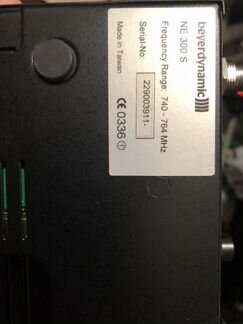 beyerdynamic))))
NE 300 S
Frequency Range: 740 - 764 MHz
Serial-No: 229003911-
Made in Taiwan
CE 0336